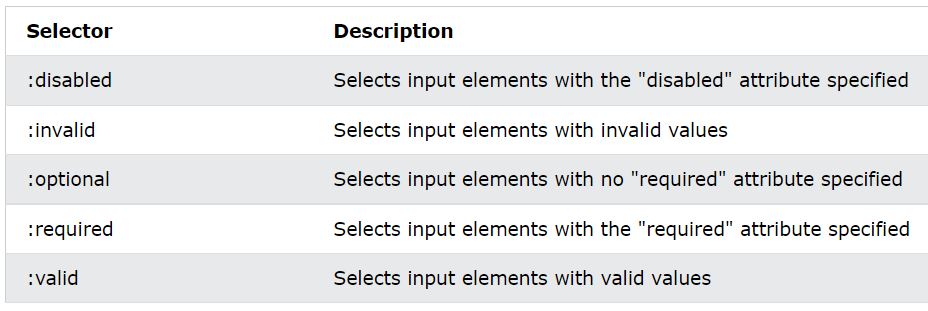 Selector Description
:disabled Selects input elements with the "disabled" attribute specified
:invalid Selects input elements with invalid values
:optional Selects input elements with no "required" attribute specified
:required Selects input elements with the "required" attribute specified
:valid Selects input elements with valid values